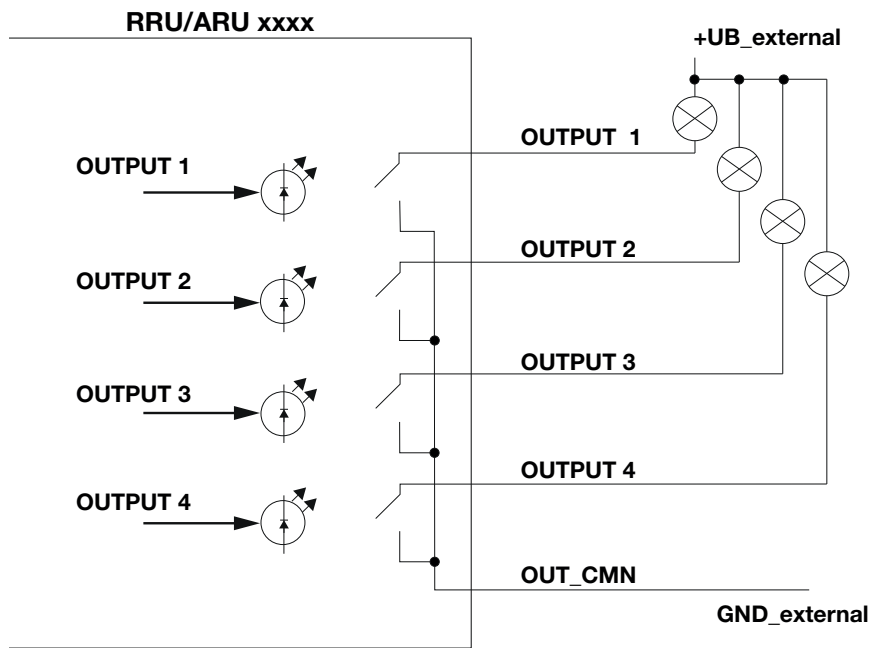 RRU/ARU xxxx
+UB_external
OUTPUT 1
OUTPUT 1
OUTPUT 2
OUTPUT 2
OUTPUT 3
OUTPUT 3
OUTPUT 4
OUTPUT 4
OUT_CMN
GND_external